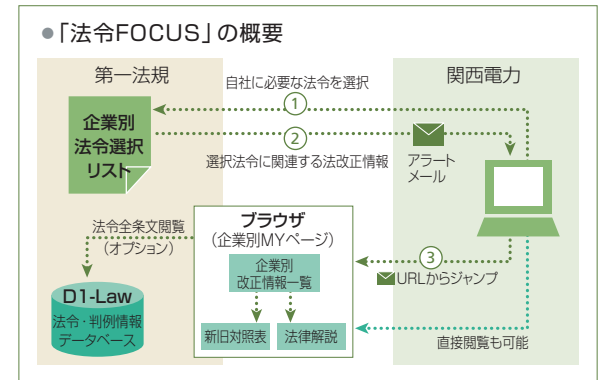 ●「法令FOCUS」の概要
第一法規
関西電力
自社に必要な法令を選択
①
企業別
法令選択
リスト
②
選択法令に関連する法改正情報
アラート
メール
法令全条文閲覧
（オプション）
ブラウザ
（企業別MYページ）
企業別
改正情報一覧
新旧対照表
法律解説
③
URLからジャンプ
D1-Law
法令・判例情報
データベース
直接閲覧も可能